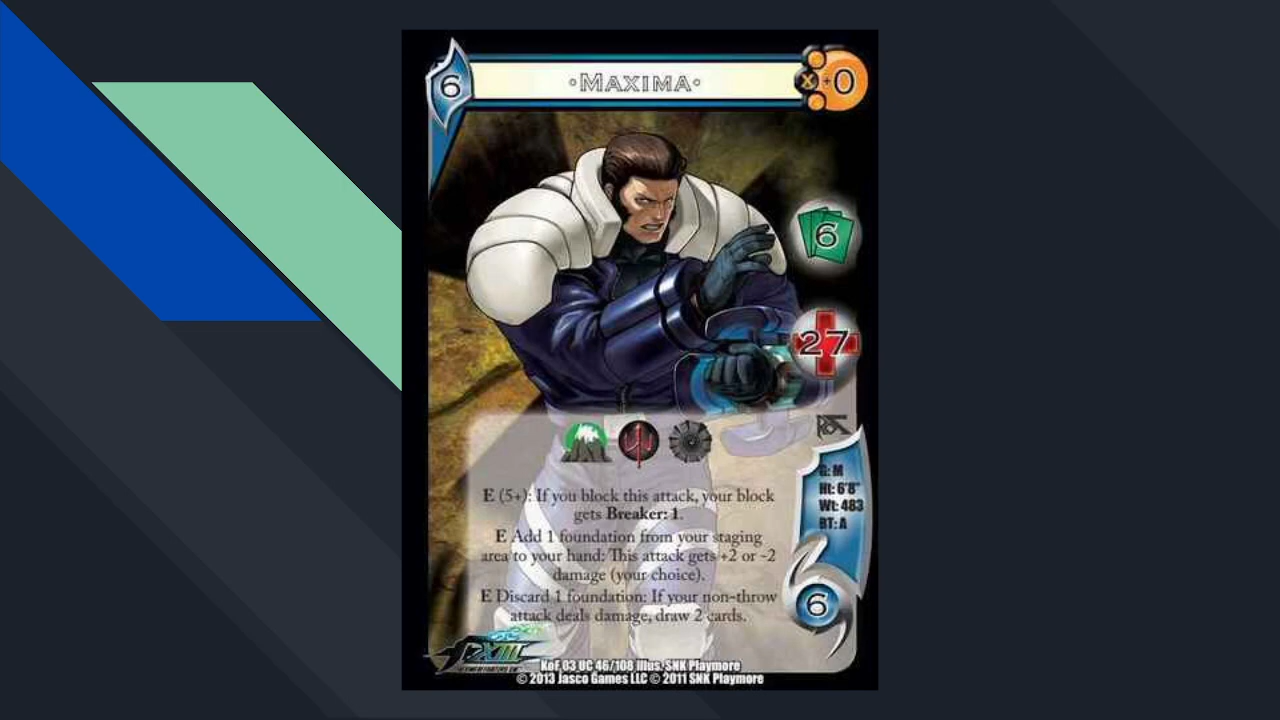 6
·MAXIMA·
X +0
6
27
G: M
Ht: 6'8"
Wt: 483
BT: A
E (5+): If you block this attack, your block
gets Breaker: 1.
E Add 1 foundation from your staging
area to your hand: This attack gets +2 or -2
damage (your choice).
E Discard 1 foundation: If your non-throw
attack deals damage, draw 2 cards.
6
XIII
KoF 03 UC 46/108 illus. SNK Playmore
© 2013 Jasco Games LLC © 2011 SNK Playmore